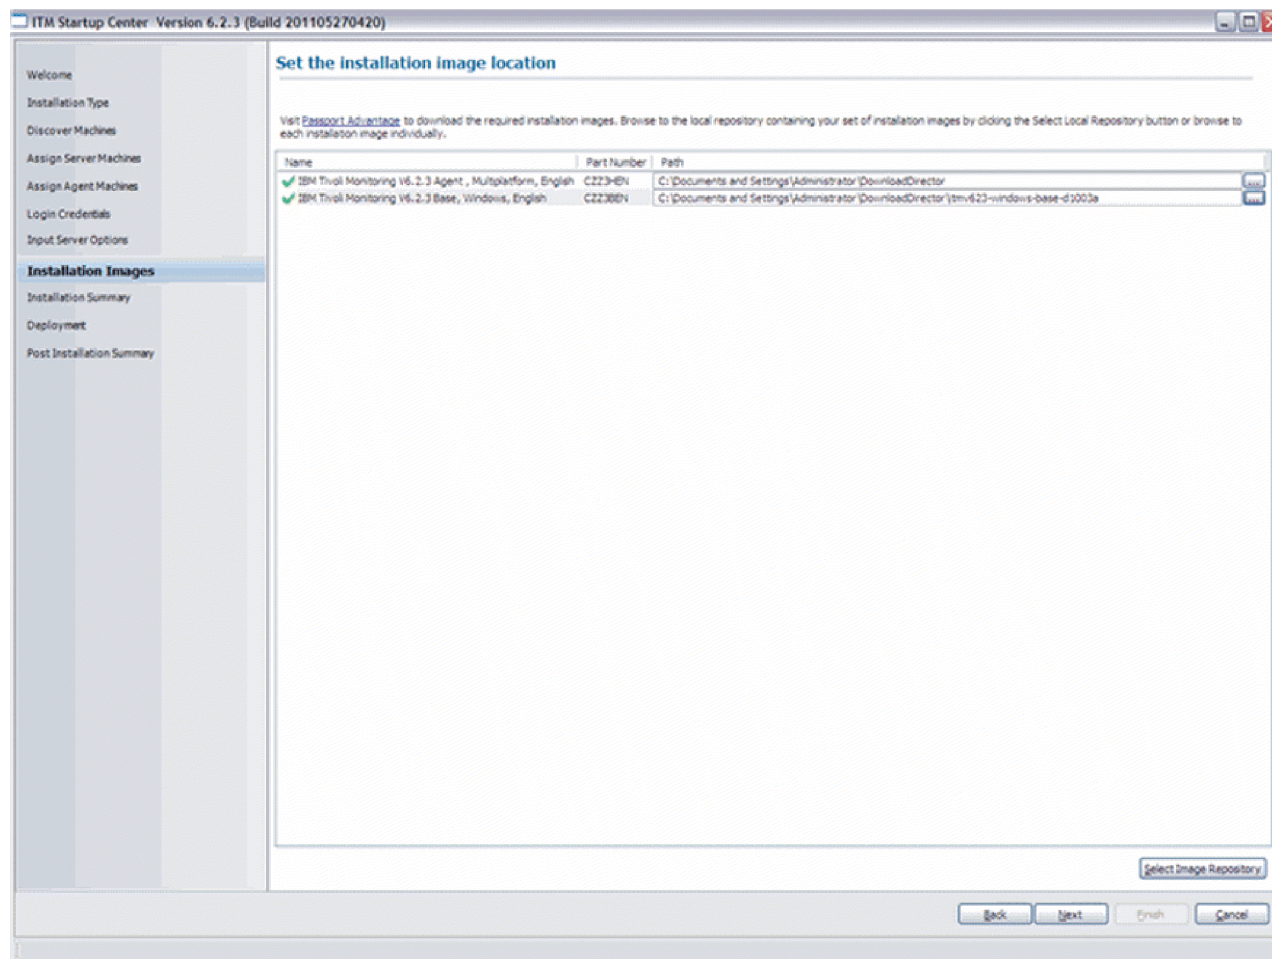 ITM Startup Center Version 6.2.3 (Build 201105270420)
Welcome
Installation Type
Discover Machines
Assign Server Machines
Assign Agent Machines
Login Credentials
Input Server Options
Installation Images
Installation Summary
Deployment
Post Installation Summary
Set the installation image location
Visit Passport Advantage to download the required installation images. Browse to the local repository containing your set of installation images by clicking the Select Local Repository button or browse to
each installation image individually.
Name Part Number Path
IBM Tivoli Monitoring V6.2.3 Agent , Multiplatform, English CZZ3HEN C:\Documents and Settings\Administrator\DownloadDirector ...
IBM Tivoli Monitoring V6.2.3 Base, Windows, English CZZ3BEN C:\Documents and Settings\Administrator\DownloadDirector\itmv623-windows-base-d1003a ...
Select Image Repository
Back Next Finish Cancel